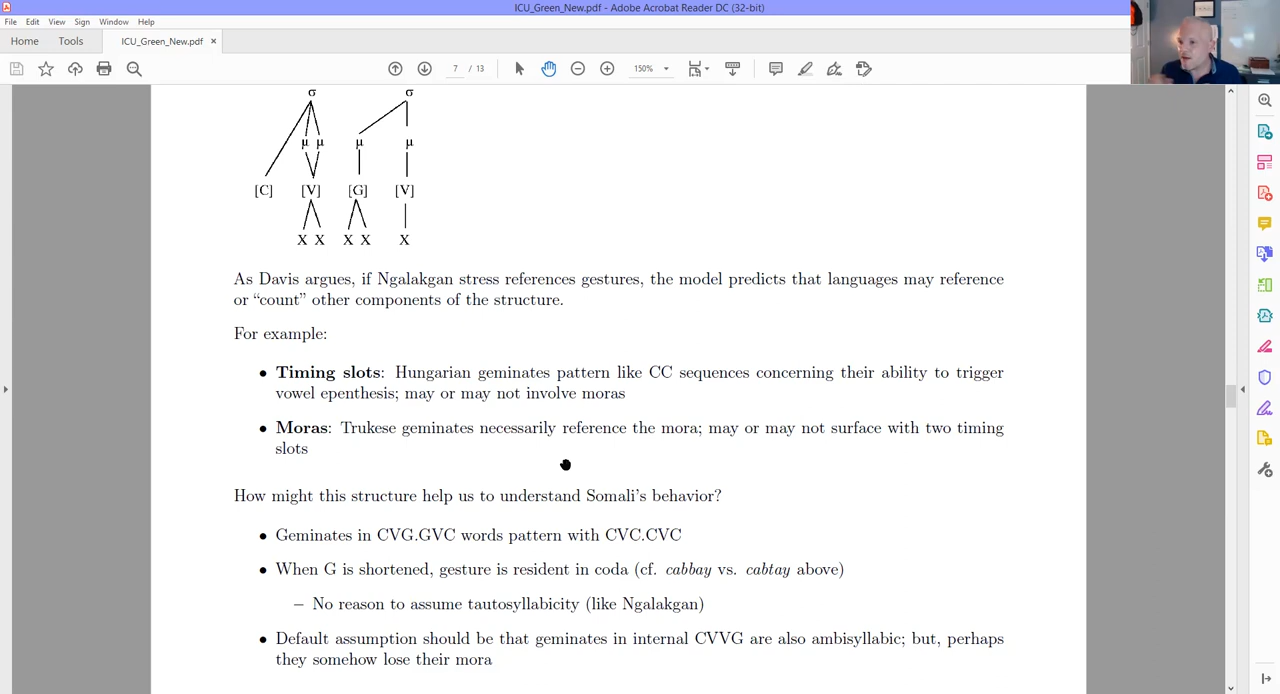 ICU_Green_New.pdf - Adobe Acrobat Reader DC (32-bit)
File Edit View Sign Window Help
Home Tools ICU_Green_New.pdf ×
7 / 13 150%
σ σ
μ μ μ μ
[C] [V] [G] [V]
X X X X X
As Davis argues, if Ngalakgan stress references gestures, the model predicts that languages may reference
or “count” other components of the structure.
For example:
• Timing slots: Hungarian geminates pattern like CC sequences concerning their ability to trigger
vowel epenthesis; may or may not involve moras
• Moras: Trukese geminates necessarily reference the mora; may or may not surface with two timing
slots
How might this structure help us to understand Somali’s behavior?
• Geminates in CVG.GVC words pattern with CVC.CVC
• When G is shortened, gesture is resident in coda (cf. cabbay vs. cabtay above)
– No reason to assume tautosyllabicity (like Ngalakgan)
• Default assumption should be that geminates in internal CVVG are also ambisyllabic; but, perhaps
they somehow lose their mora